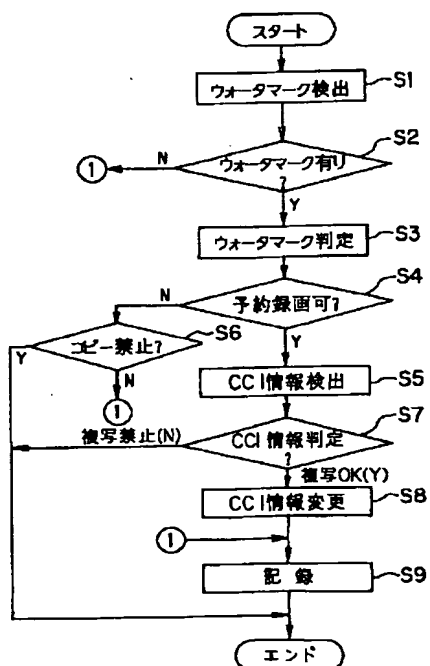 スタート
ウォータマーク検出
S1
ウォータマーク有り
?
S2
N
①
Y
ウォータマーク判定
S3
予約録画可?
S4
N
Y
コピー禁止?
S6
Y
N
①
CCI情報検出
S5
CCI情報判定
?
S7
複写禁止(N)
複写OK(Y)
CCI情報変更
S8
①
記録
S9
エンド